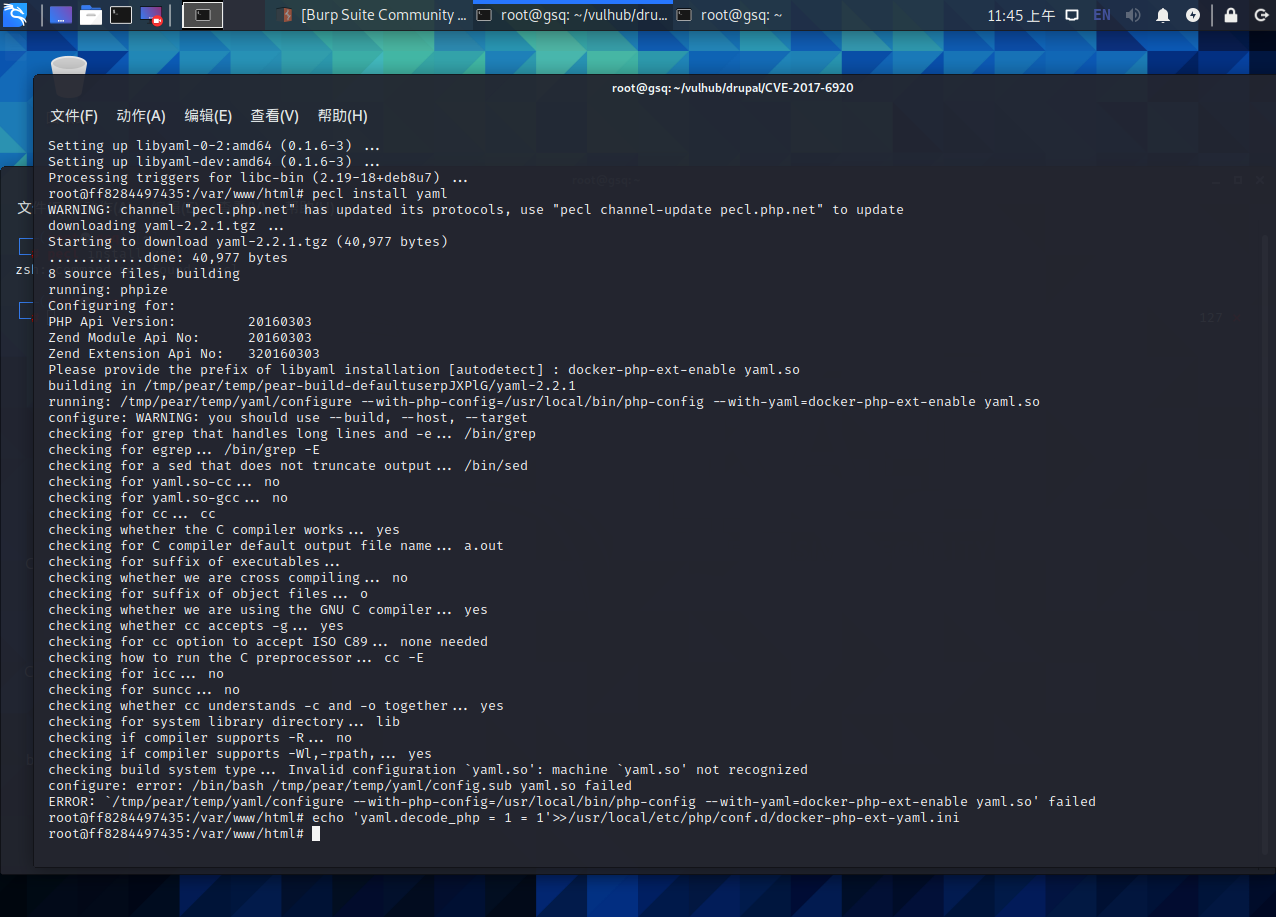 [Burp Suite Community ...
root@gsq: ~/vulhub/dru...
root@gsq: ~
11:45 上午
EN
root@gsq: ~/vulhub/drupal/CVE-2017-6920
文件(F) 动作(A) 编辑(E) 查看(V) 帮助(H)
Setting up libyaml-0-2:amd64 (0.1.6-3) ...
Setting up libyaml-dev:amd64 (0.1.6-3) ...
Processing triggers for libc-bin (2.19-18+deb8u7) ...
root@ff8284497435:/var/www/html# pecl install yaml
WARNING: channel "pecl.php.net" has updated its protocols, use "pecl channel-update pecl.php.net" to update
downloading yaml-2.2.1.tgz ...
Starting to download yaml-2.2.1.tgz (40,977 bytes)
............done: 40,977 bytes
8 source files, building
running: phpize
Configuring for:
PHP Api Version:         20160303
Zend Module Api No:      20160303
Zend Extension Api No:   320160303
Please provide the prefix of libyaml installation [autodetect] : docker-php-ext-enable yaml.so
building in /tmp/pear/temp/pear-build-defaultuserpJXPlG/yaml-2.2.1
running: /tmp/pear/temp/yaml/configure --with-php-config=/usr/local/bin/php-config --with-yaml=docker-php-ext-enable yaml.so
configure: WARNING: you should use --build, --host, --target
checking for grep that handles long lines and -e... /bin/grep
checking for egrep... /bin/grep -E
checking for a sed that does not truncate output... /bin/sed
checking for yaml.so-cc... no
checking for yaml.so-gcc... no
checking for cc... cc
checking whether the C compiler works... yes
checking for C compiler default output file name... a.out
checking for suffix of executables...
checking whether we are cross compiling... no
checking for suffix of object files... o
checking whether we are using the GNU C compiler... yes
checking whether cc accepts -g... yes
checking for cc option to accept ISO C89... none needed
checking how to run the C preprocessor... cc -E
checking for icc... no
checking for suncc... no
checking whether cc understands -c and -o together... yes
checking for system library directory... lib
checking if compiler supports -R... no
checking if compiler supports -Wl,-rpath,... yes
checking build system type... Invalid configuration `yaml.so': machine `yaml.so' not recognized
configure: error: /bin/bash /tmp/pear/temp/yaml/config.sub yaml.so failed
ERROR: `/tmp/pear/temp/yaml/configure --with-php-config=/usr/local/bin/php-config --with-yaml=docker-php-ext-enable yaml.so' failed
root@ff8284497435:/var/www/html# echo 'yaml.decode_php = 1 = 1'>>/usr/local/etc/php/conf.d/docker-php-ext-yaml.ini
root@ff8284497435:/var/www/html#
文
zs
127